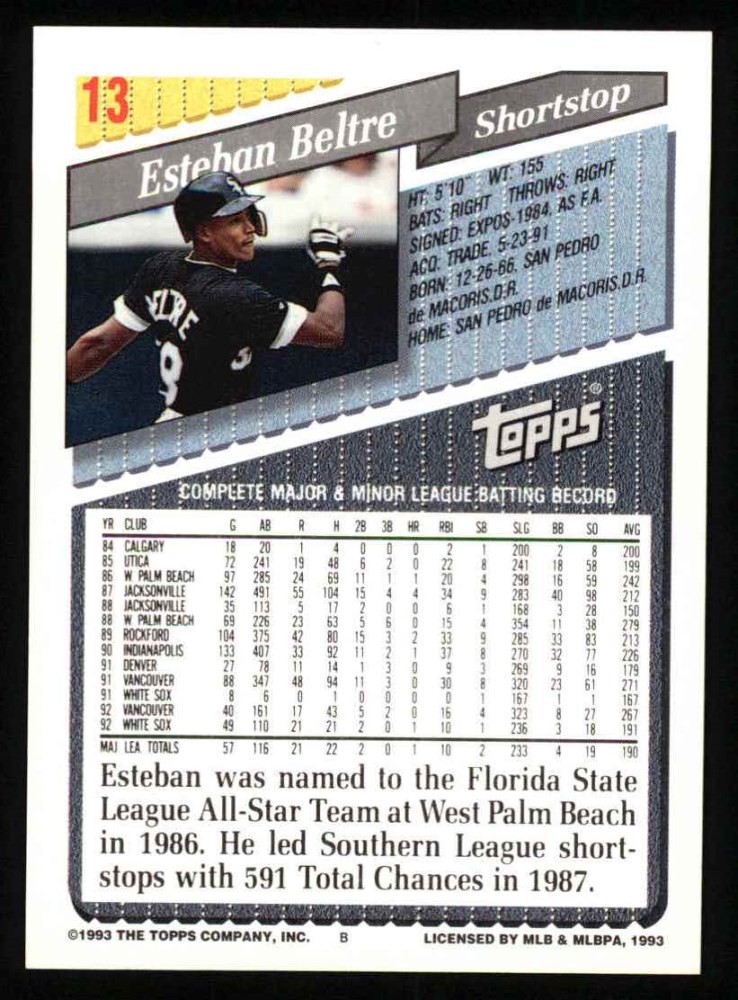 13
Esteban Beltre
Shortstop
HT: 5'10" WT: 155
BATS: RIGHT THROWS: RIGHT
SIGNED: EXPOS-1984, AS F.A.
ACQ: TRADE, 5-23-91
BORN: 12-26-66, SAN PEDRO
de MACORIS, D.R.
HOME: SAN PEDRO de MACORIS, D.R.
BELTRE
8
3
topps®
COMPLETE MAJOR & MINOR LEAGUE BATTING RECORD
YR CLUB G AB R H 2B 3B HR RBI SB SLG BB SO AVG
84 CALGARY 18 20 1 4 0 0 0 2 1 200 2 8 200
85 UTICA 72 241 19 48 6 2 0 22 8 241 18 58 199
86 W PALM BEACH 97 285 24 69 11 1 1 20 4 298 16 59 242
87 JACKSONVILLE 142 491 55 104 15 4 4 34 9 283 40 98 212
88 JACKSONVILLE 35 113 5 17 2 0 0 6 1 168 3 28 150
88 W PALM BEACH 69 226 23 63 5 6 0 15 4 354 11 38 279
89 ROCKFORD 104 375 42 80 15 3 2 33 9 285 33 83 213
90 INDIANAPOLIS 133 407 33 92 11 2 1 37 8 270 32 77 226
91 DENVER 27 78 11 14 1 3 0 9 3 269 9 16 179
91 VANCOUVER 88 347 48 94 11 3 0 30 8 320 23 61 271
91 WHITE SOX 8 6 0 1 0 0 0 0 1 167 1 1 167
92 VANCOUVER 40 161 17 43 5 2 0 16 4 323 8 27 267
92 WHITE SOX 49 110 21 21 2 0 1 10 1 236 3 18 191
MAJ LEA TOTALS 57 116 21 22 2 0 1 10 2 233 4 19 190
Esteban was named to the Florida State
League All-Star Team at West Palm Beach
in 1986. He led Southern League short-
stops with 591 Total Chances in 1987.
©1993 THE TOPPS COMPANY, INC. B LICENSED BY MLB & MLBPA, 1993